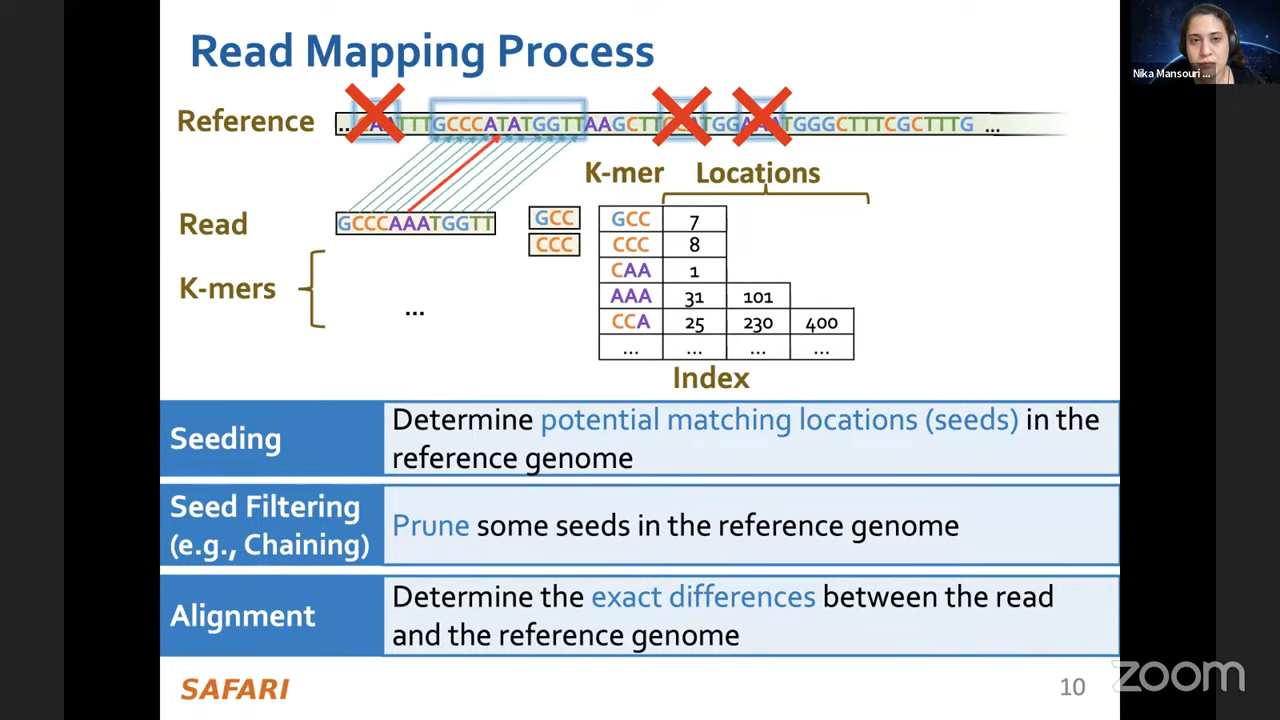 Read Mapping Process
Nika Mansouri ...
Reference
TTTGCCCATATGGTTAAGCTT
TGG
TGGGCTTTCGCTTTG ...
K-mer Locations
Read
GCCCAAATGGTT
GCC
CCC
K-mers
...
GCC 7
CCC 8
CAA 1
AAA 31 101
CCA 25 230 400
... ... ... ...
Index
Seeding
Determine potential matching locations (seeds) in the
reference genome
Seed Filtering
(e.g., Chaining)
Prune some seeds in the reference genome
Alignment
Determine the exact differences between the read
and the reference genome
SAFARI
10
zoom